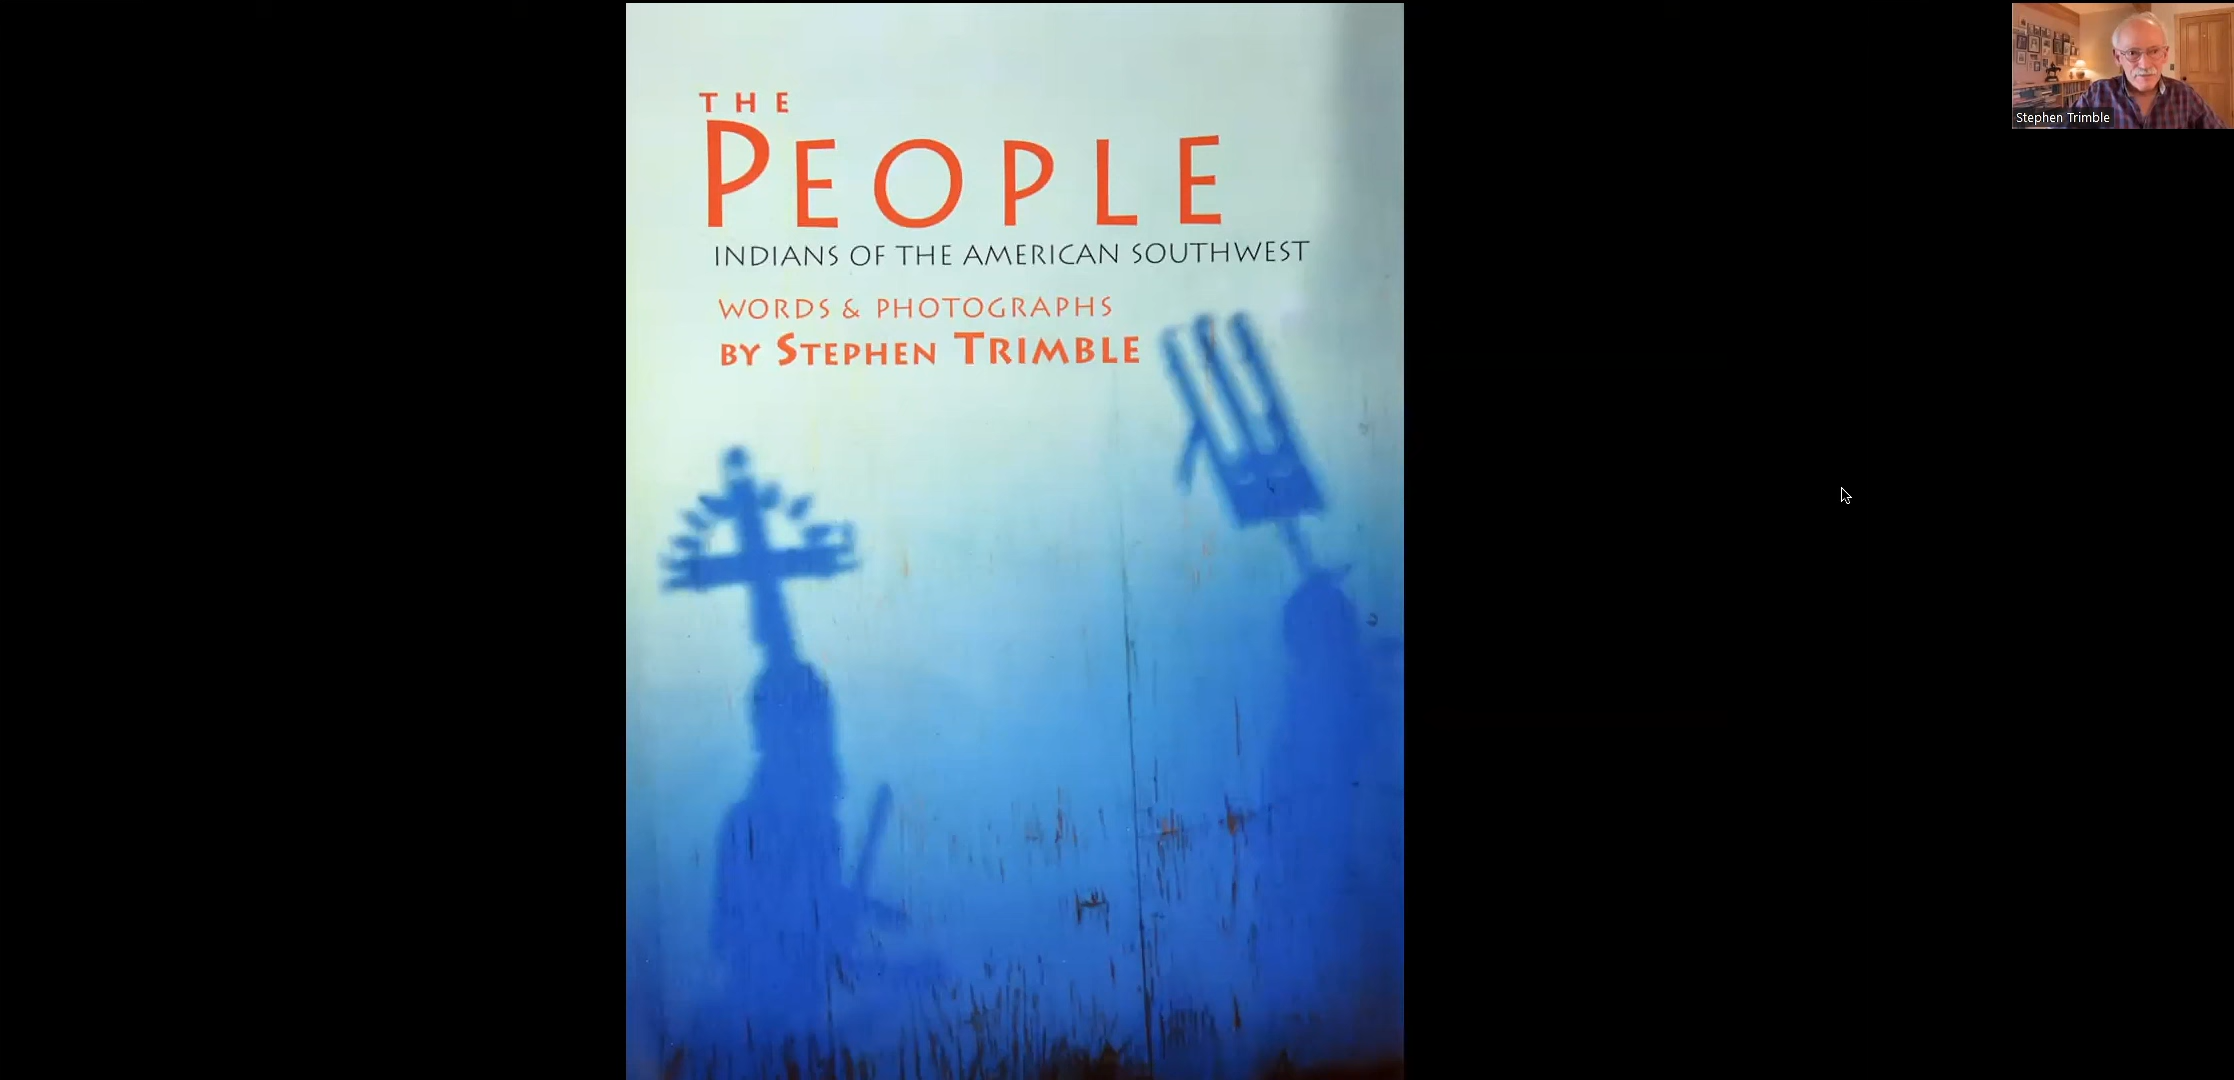 THE
PEOPLE
INDIANS OF THE AMERICAN SOUTHWEST
WORDS & PHOTOGRAPHS
BY STEPHEN TRIMBLE
Stephen Trimble